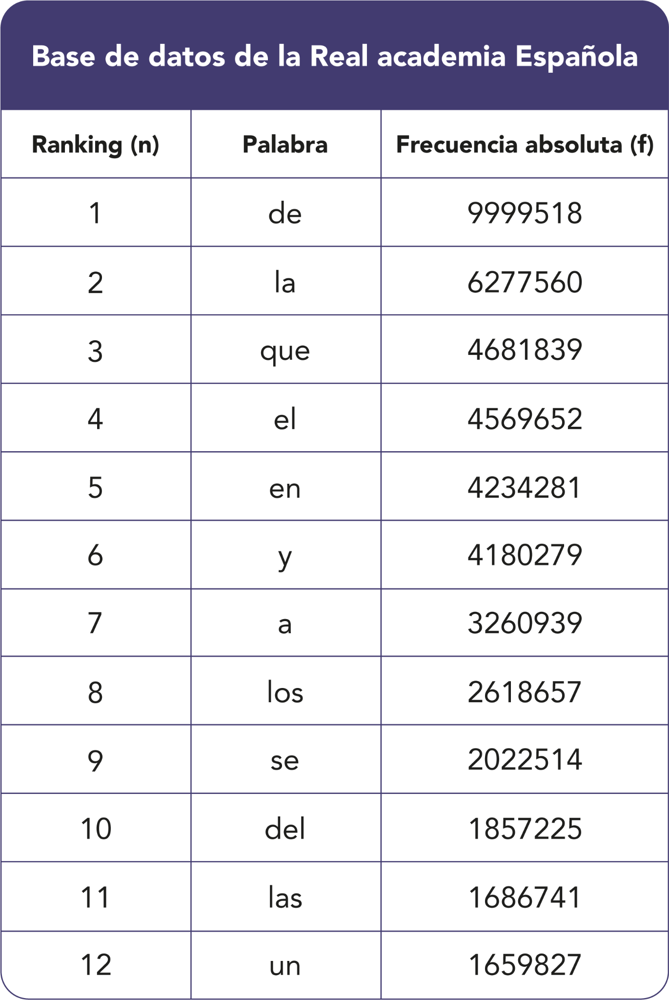 Base de datos de la Real academia Española
Ranking (n) Palabra Frecuencia absoluta (f)
1 de 9999518
2 la 6277560
3 que 4681839
4 el 4569652
5 en 4234281
6 y 4180279
7 a 3260939
8 los 2618657
9 se 2022514
10 del 1857225
11 las 1686741
12 un 1659827